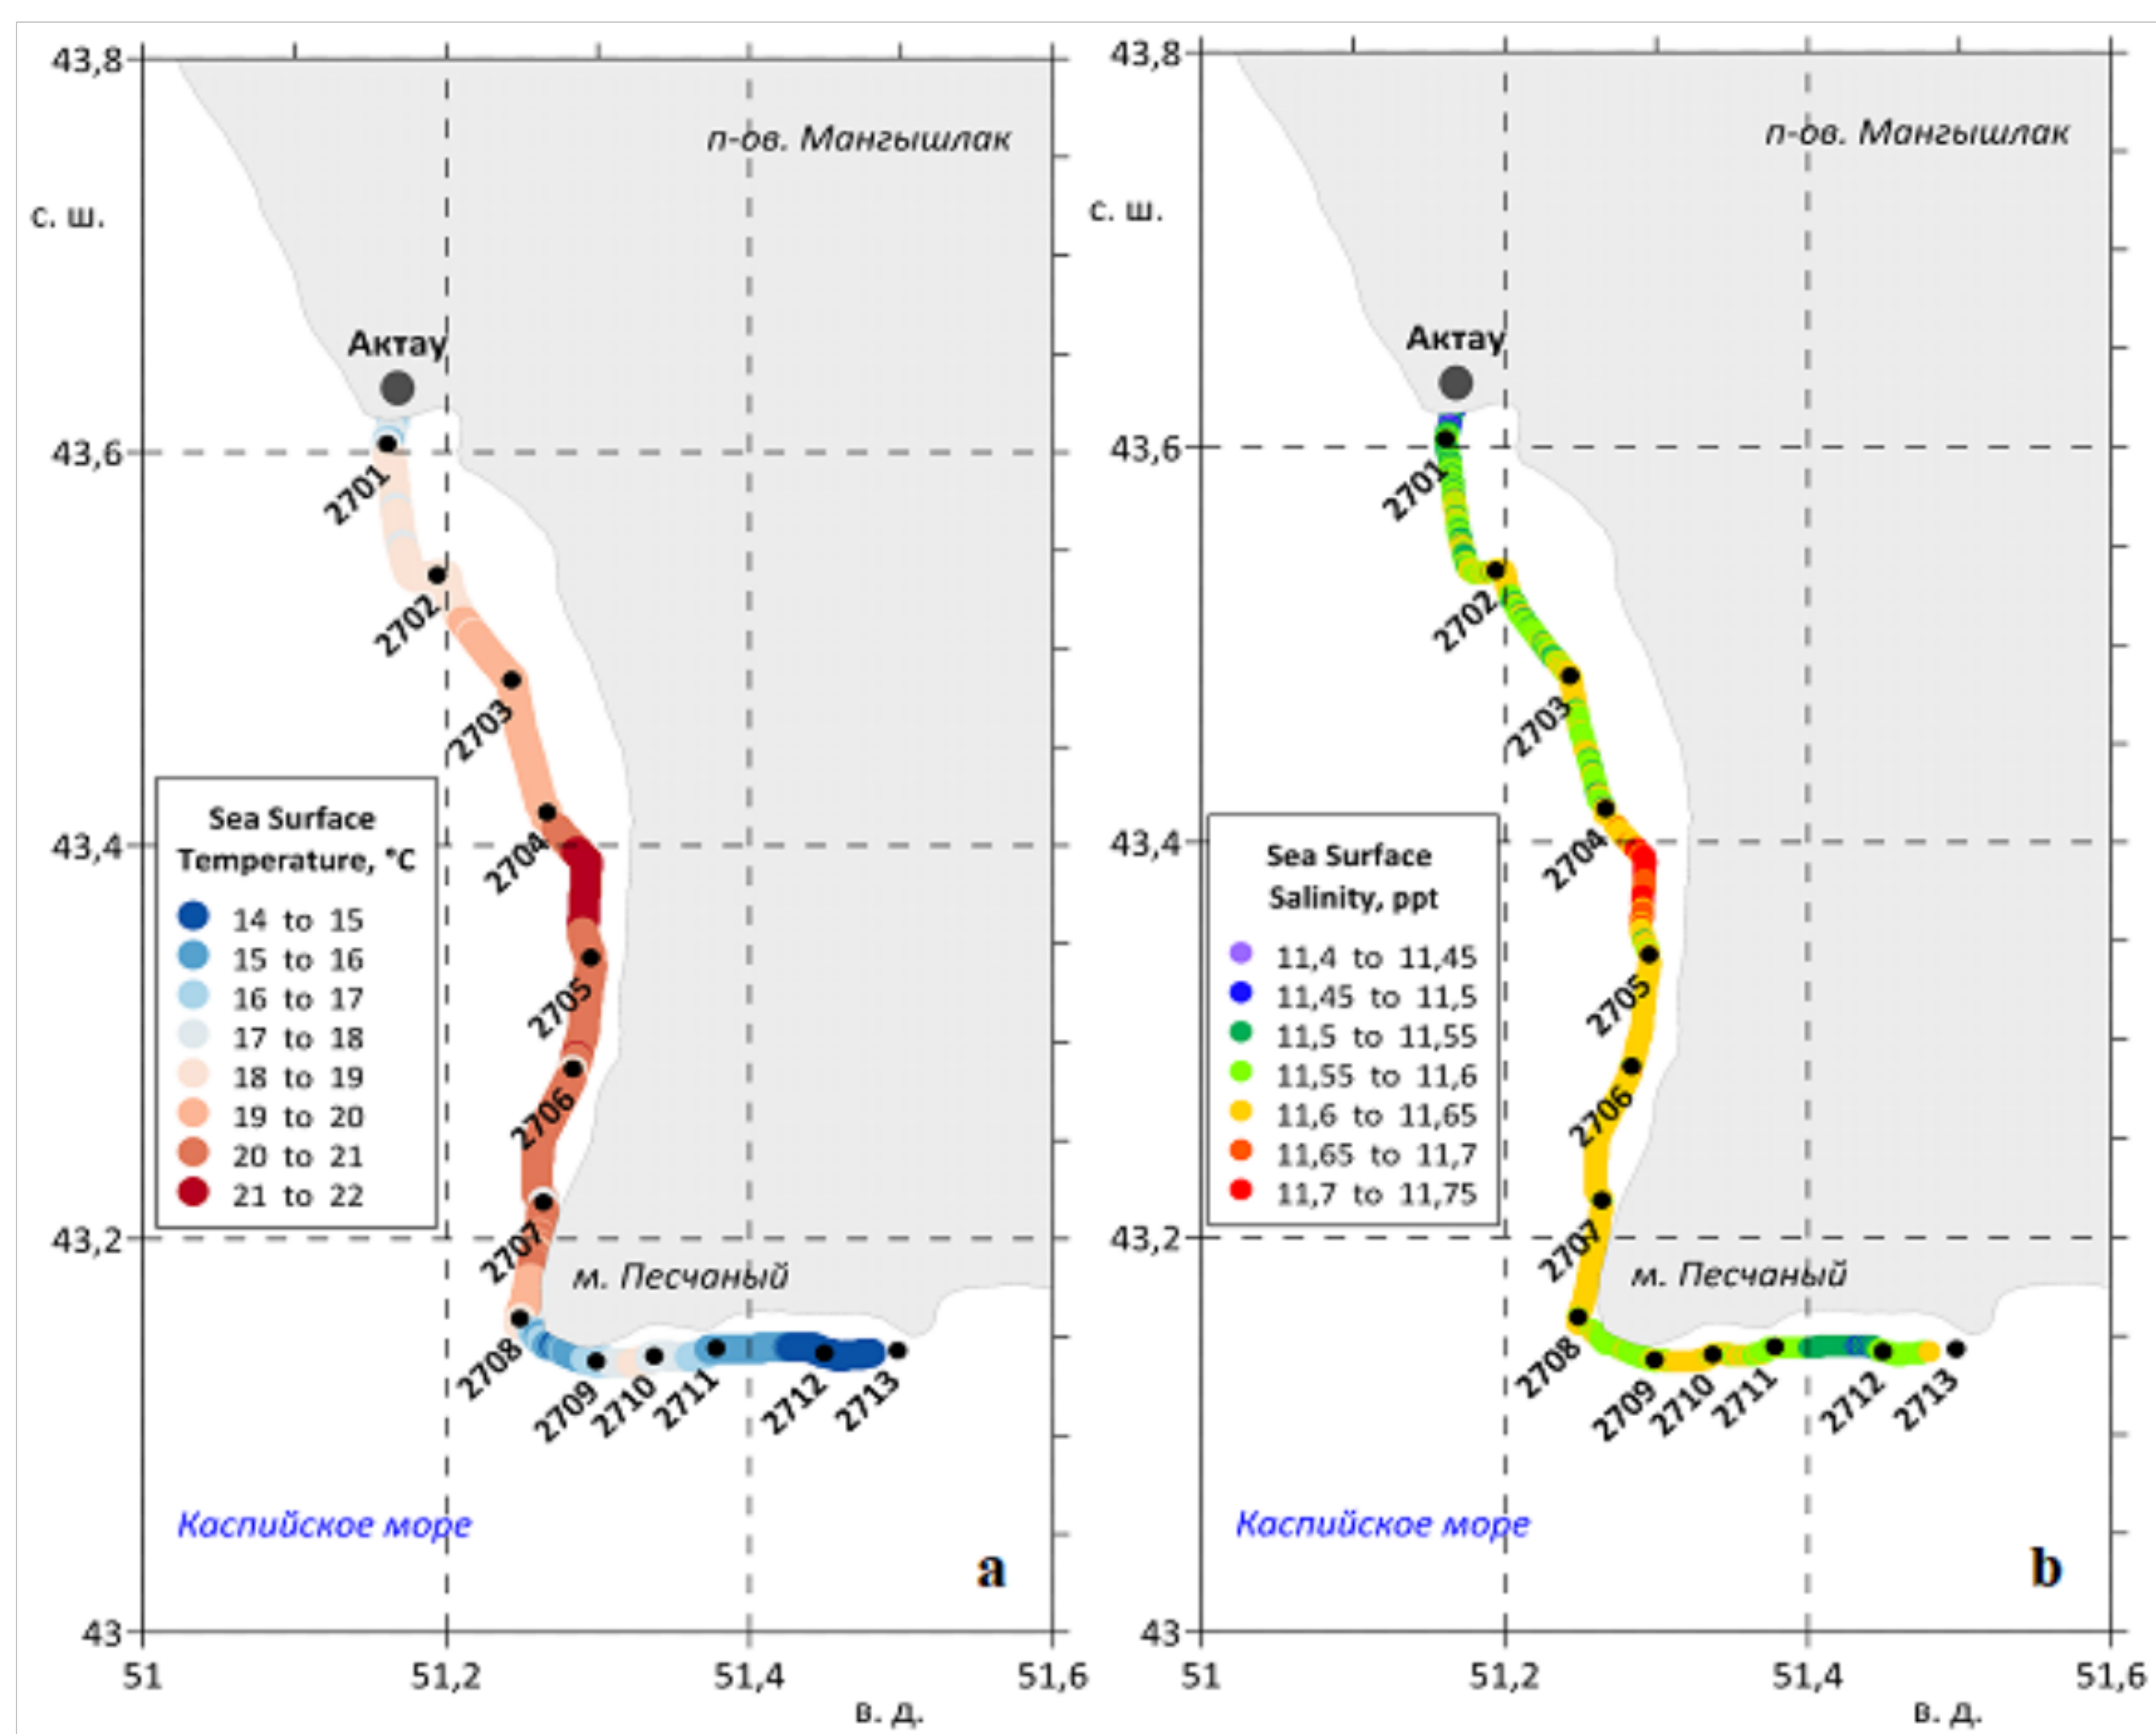 43,8
п-ов. Мангышлак
с. ш.
Актау
43,6
2701
2702
2703
43,4
2704
2705
2706
2707
43,2
м. Песчаный
2708
2709
2710
2711
2712
2713
Sea Surface
Temperature, °C
14 to 15
15 to 16
16 to 17
17 to 18
18 to 19
19 to 20
20 to 21
21 to 22
Каспийское море
a
43
51
51,2
51,4
51,6
в. д.
43,8
п-ов. Мангышлак
с. ш.
Актау
43,6
2701
2702
2703
43,4
2704
2705
2706
2707
43,2
м. Песчаный
2708
2709
2710
2711
2712
2713
Sea Surface
Salinity, ppt
11,4 to 11,45
11,45 to 11,5
11,5 to 11,55
11,55 to 11,6
11,6 to 11,65
11,65 to 11,7
11,7 to 11,75
Каспийское море
b
43
51
51,2
51,4
51,6
в. д.